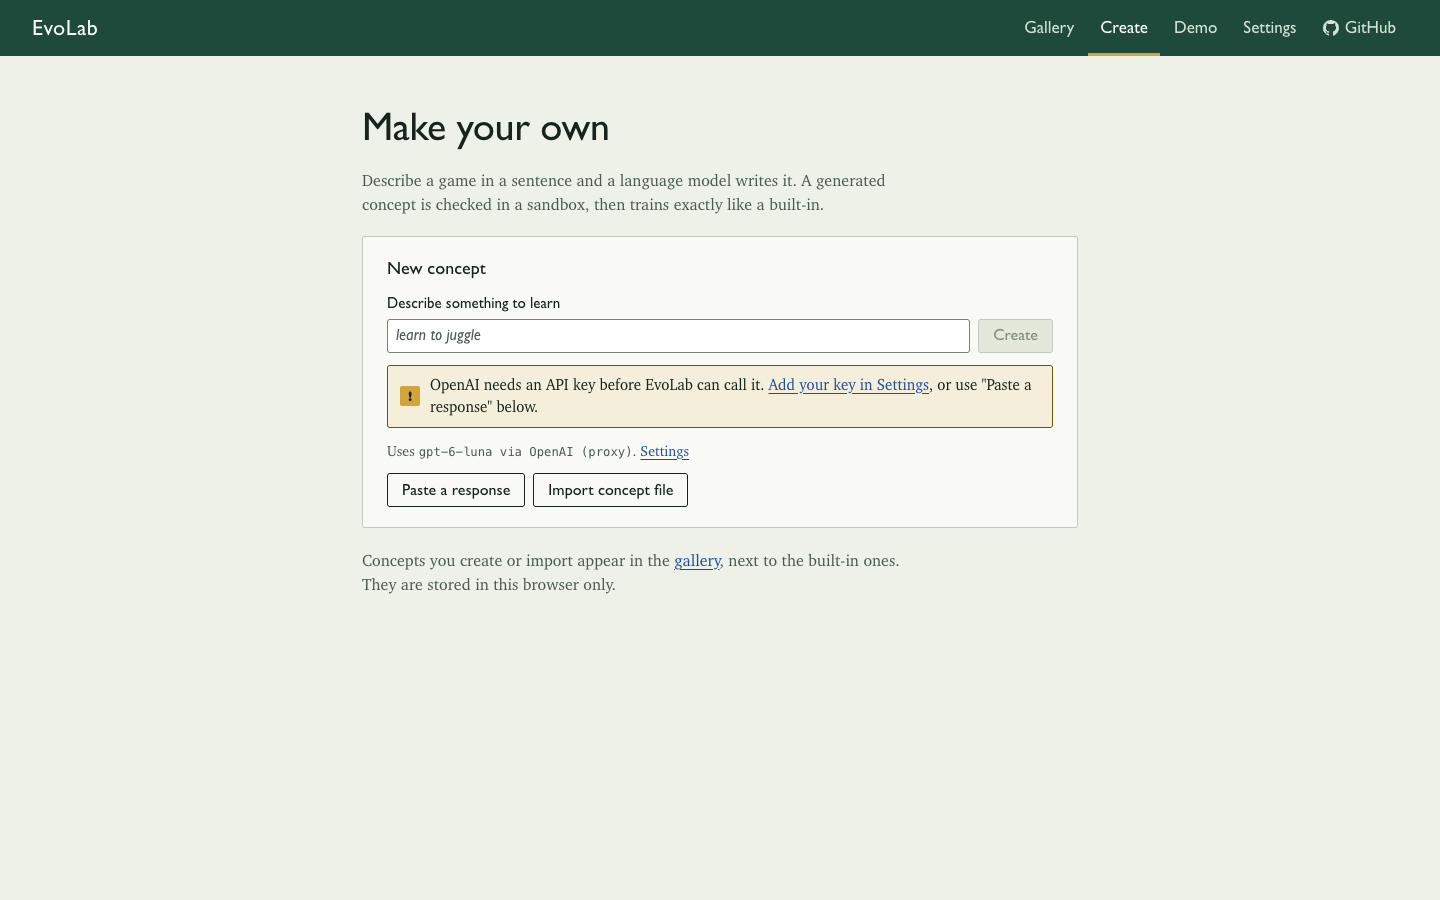 EvoLab
Gallery
Create
Demo
Settings
GitHub
Make your own
Describe a game in a sentence and a language model writes it. A generated
concept is checked in a sandbox, then trains exactly like a built-in.
New concept
Describe something to learn
learn to juggle
Create
!
OpenAI needs an API key before EvoLab can call it. Add your key in Settings, or use "Paste a
response" below.
Uses gpt-6-luna via OpenAI (proxy). Settings
Paste a response
Import concept file
Concepts you create or import appear in the gallery, next to the built-in ones.
They are stored in this browser only.